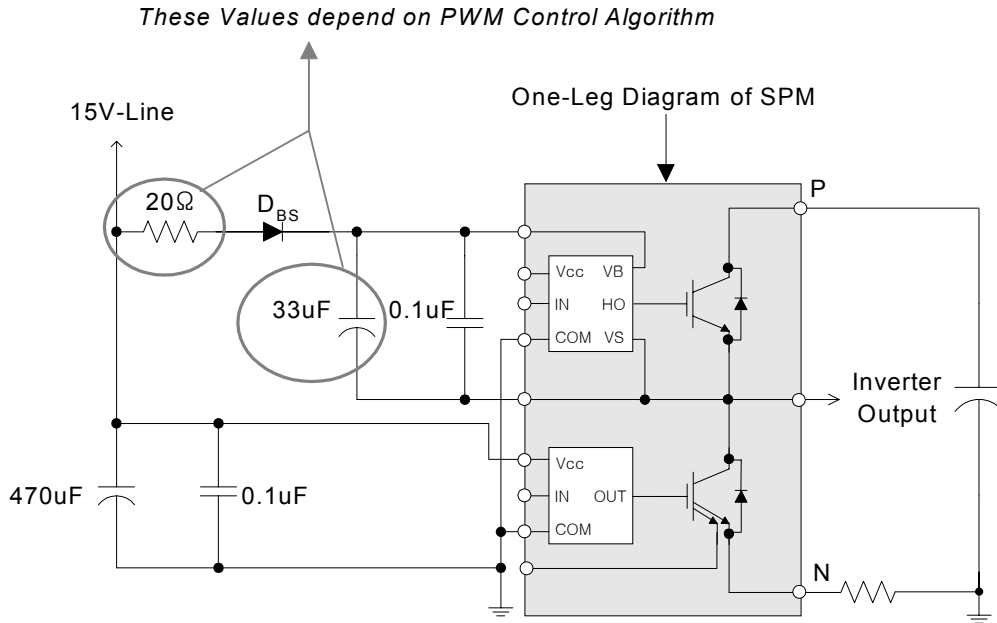 These Values depend on PWM Control Algorithm
One-Leg Diagram of SPM
15V-Line
P
20Ω
D_BS
Vcc VB
33uF 0.1uF
IN HO
COM VS
Inverter
Output
Vcc
470uF 0.1uF
IN OUT
COM
N